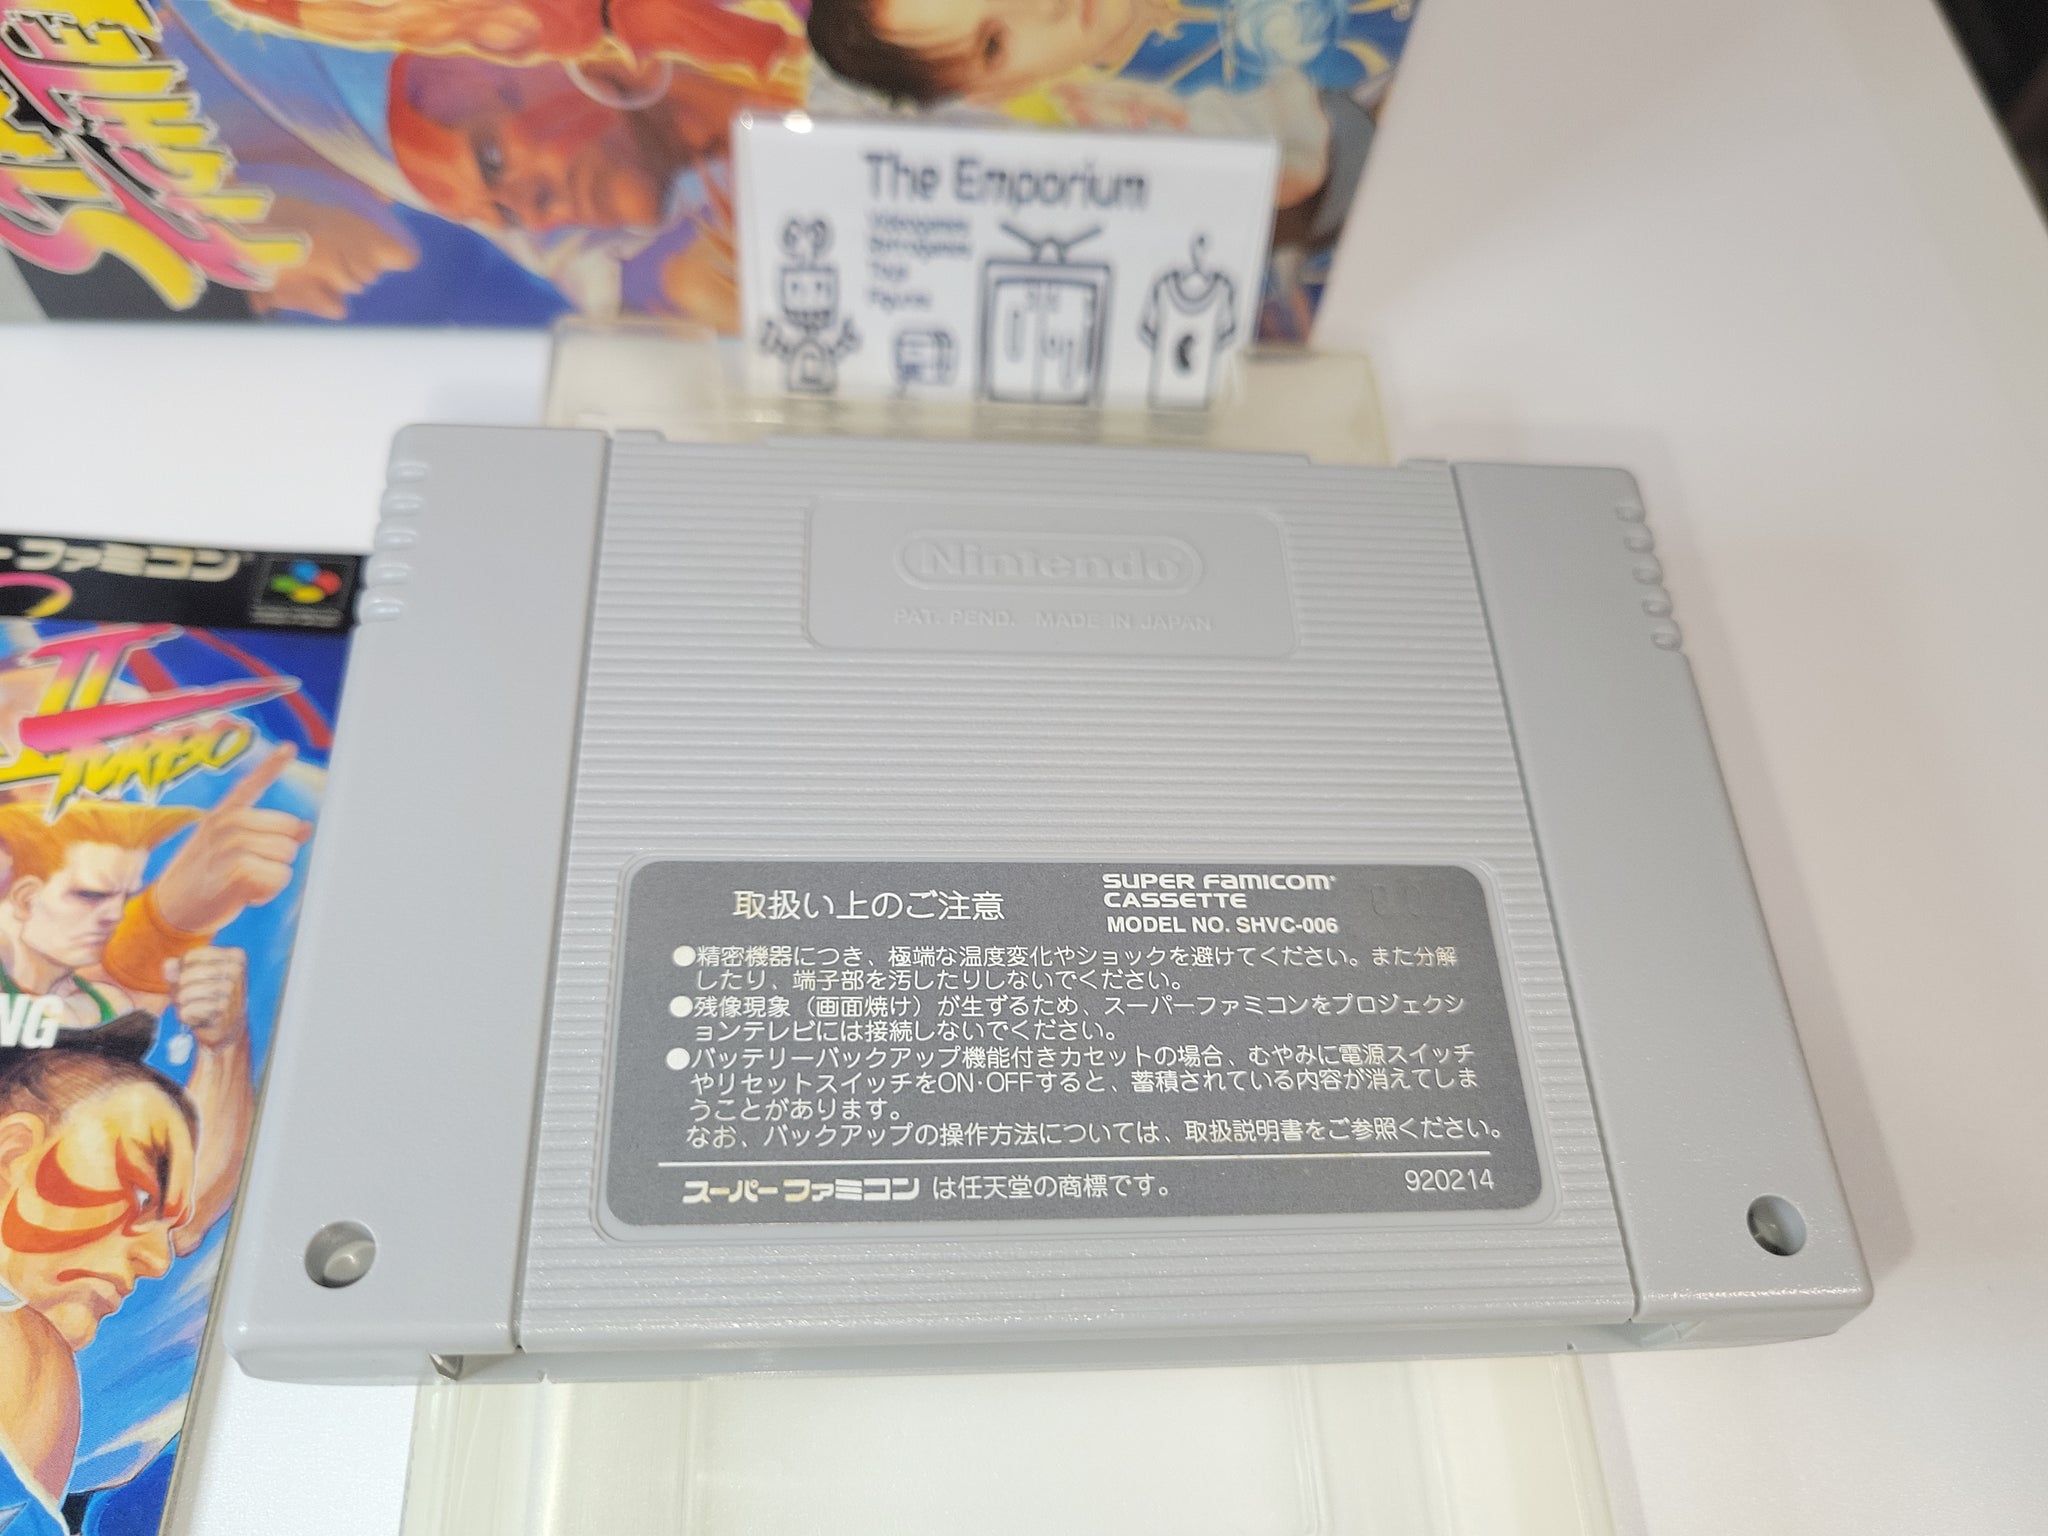 The Emporium
Videogames
Retrogames
Toys
Figures
ーファミコン
II
TURBO
NG
Nintendo
PAT. PEND. MADE IN JAPAN
取扱い上のご注意
SUPER FAMICOM
CASSETTE
MODEL NO. SHVC-006
●精密機器につき、極端な温度変化やショックを避けてください。また分解
したり、端子部を汚したりしないでください。
●残像現象（画面焼け）が生ずるため、スーパーファミコンをプロジェクシ
ョンテレビには接続しないでください。
●バッテリーバックアップ機能付きカセットの場合、むやみに電源スイッチ
やリセットスイッチをON･OFFすると、蓄積されている内容が消えてしま
うことがあります。
なお、バックアップの操作方法については、取扱説明書をご参照ください。
スーパーファミコン は任天堂の商標です。
920214